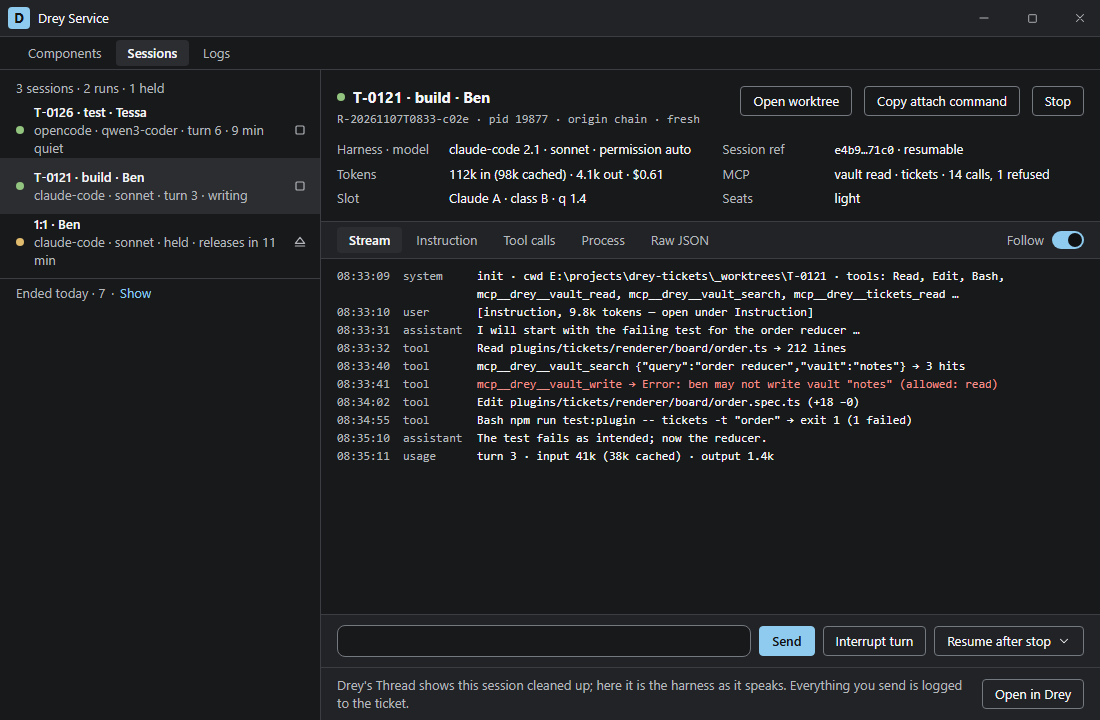 D Drey Service
Components Sessions Logs
3 sessions · 2 runs · 1 held
T-0126 · test · Tessa
opencode · qwen3-coder · turn 6 · 9 min
quiet
T-0121 · build · Ben
claude-code · sonnet · turn 3 · writing
1:1 · Ben
claude-code · sonnet · held · releases in 11
min
Ended today · 7 · Show
T-0121 · build · Ben
Open worktree Copy attach command Stop
R-20261107T0833-c02e · pid 19877 · origin chain · fresh
Harness · model claude-code 2.1 · sonnet · permission auto Session ref e4b9…71c0 · resumable
Tokens 112k in (98k cached) · 4.1k out · $0.61 MCP vault read · tickets · 14 calls, 1 refused
Slot Claude A · class B · q 1.4 Seats light
Stream Instruction Tool calls Process Raw JSON Follow
08:33:09 system init · cwd E:\projects\drey-tickets\_worktrees\T-0121 · tools: Read, Edit, Bash,
mcp__drey__vault_read, mcp__drey__vault_search, mcp__drey__tickets_read …
08:33:10 user [instruction, 9.8k tokens — open under Instruction]
08:33:31 assistant I will start with the failing test for the order reducer …
08:33:32 tool Read plugins/tickets/renderer/board/order.ts → 212 lines
08:33:40 tool mcp__drey__vault_search {"query":"order reducer","vault":"notes"} → 3 hits
08:33:41 tool mcp__drey__vault_write → Error: ben may not write vault "notes" (allowed: read)
08:34:02 tool Edit plugins/tickets/renderer/board/order.spec.ts (+18 −0)
08:34:55 tool Bash npm run test:plugin -- tickets -t "order" → exit 1 (1 failed)
08:35:10 assistant The test fails as intended; now the reducer.
08:35:11 usage turn 3 · input 41k (38k cached) · output 1.4k
Send Interrupt turn Resume after stop
Drey's Thread shows this session cleaned up; here it is the harness as it speaks. Everything you send is logged
to the ticket.
Open in Drey